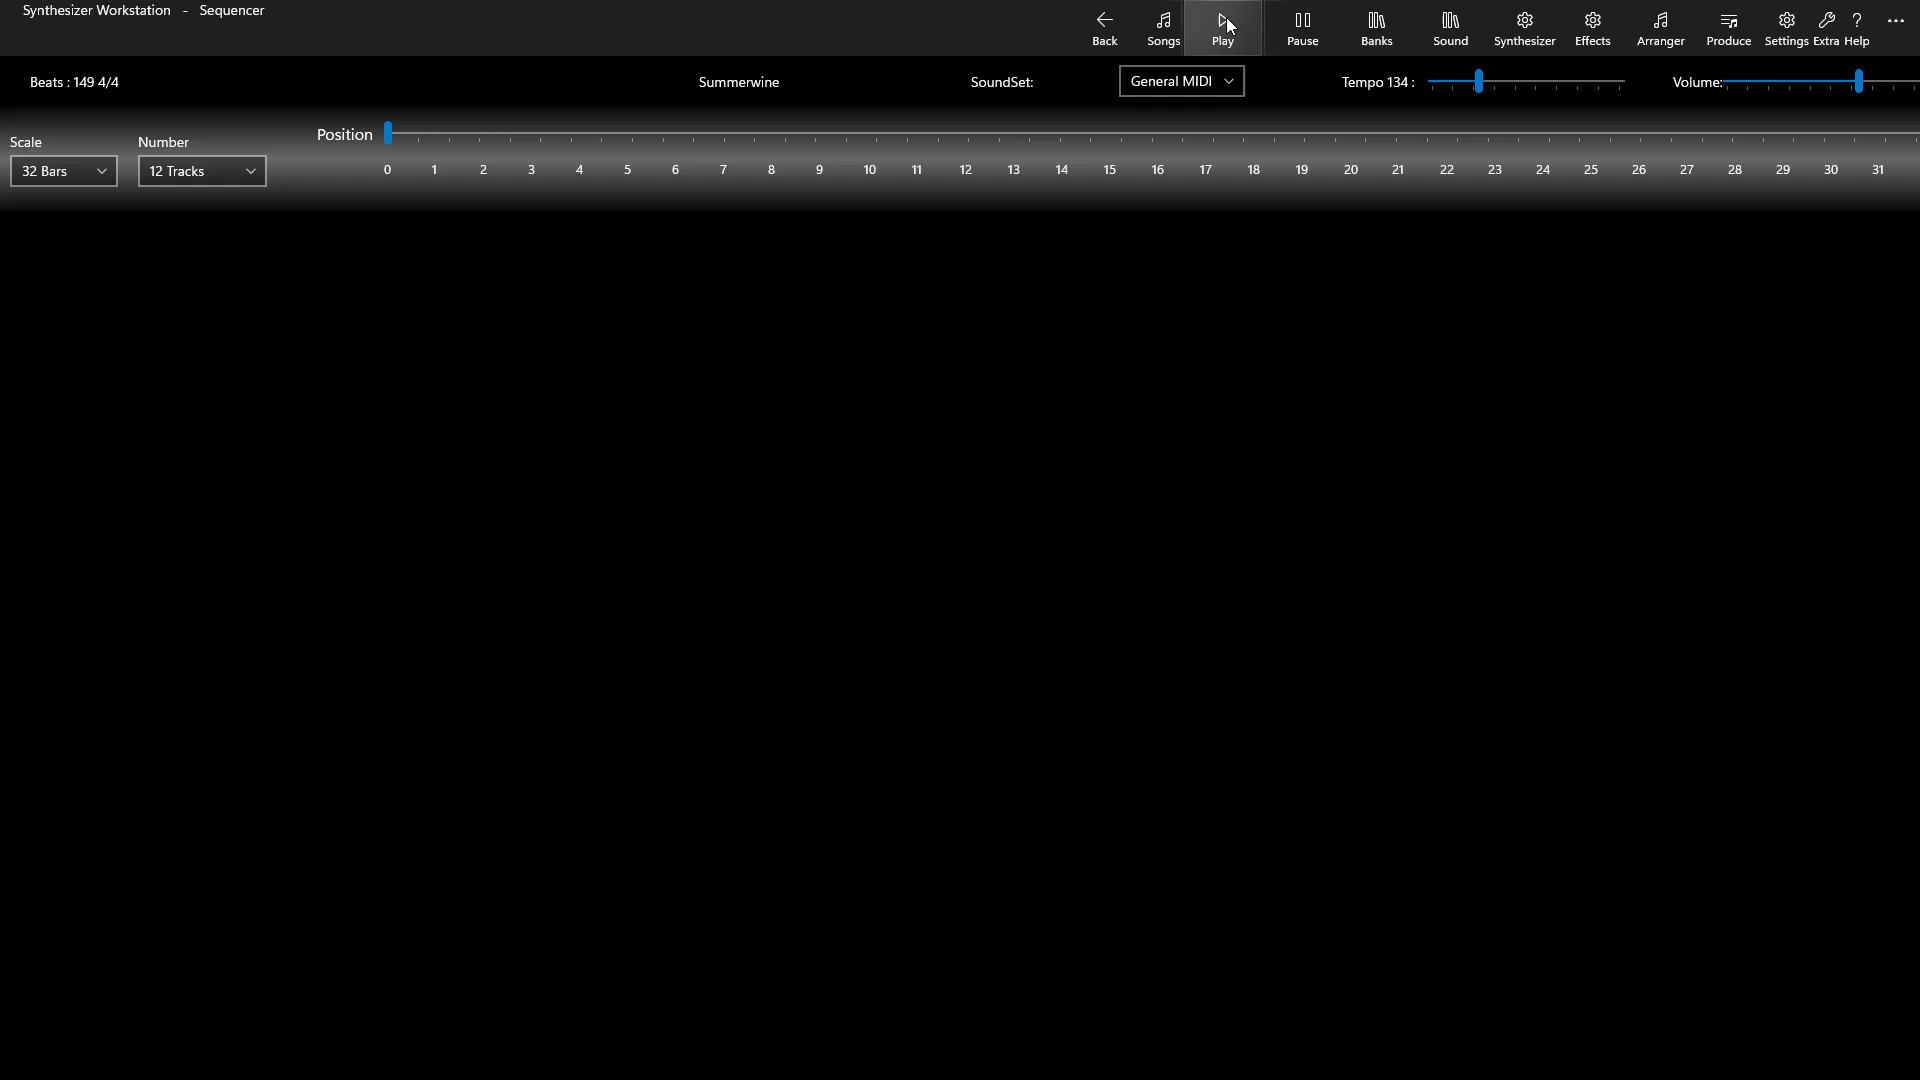 Synthesizer Workstation - Sequencer
Back Songs Play Pause Banks Sound Synthesizer Effects Arranger Produce Settings Extra Help
Beats : 149 4/4 Summerwine SoundSet: General MIDI Tempo 134 : Volume:
Scale Number Position
32 Bars 12 Tracks 0 1 2 3 4 5 6 7 8 9 10 11 12 13 14 15 16 17 18 19 20 21 22 23 24 25 26 27 28 29 30 31